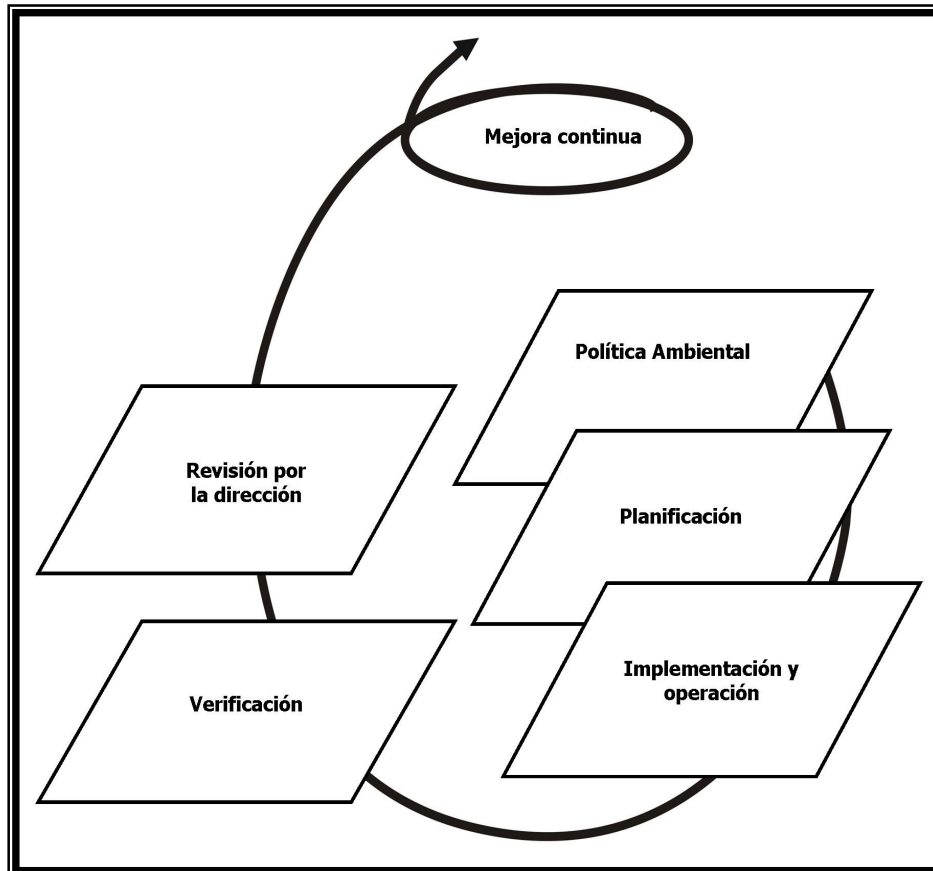 Mejora continua
Política Ambiental
Planificación
Implementación y
operación
Verificación
Revisión por
la dirección